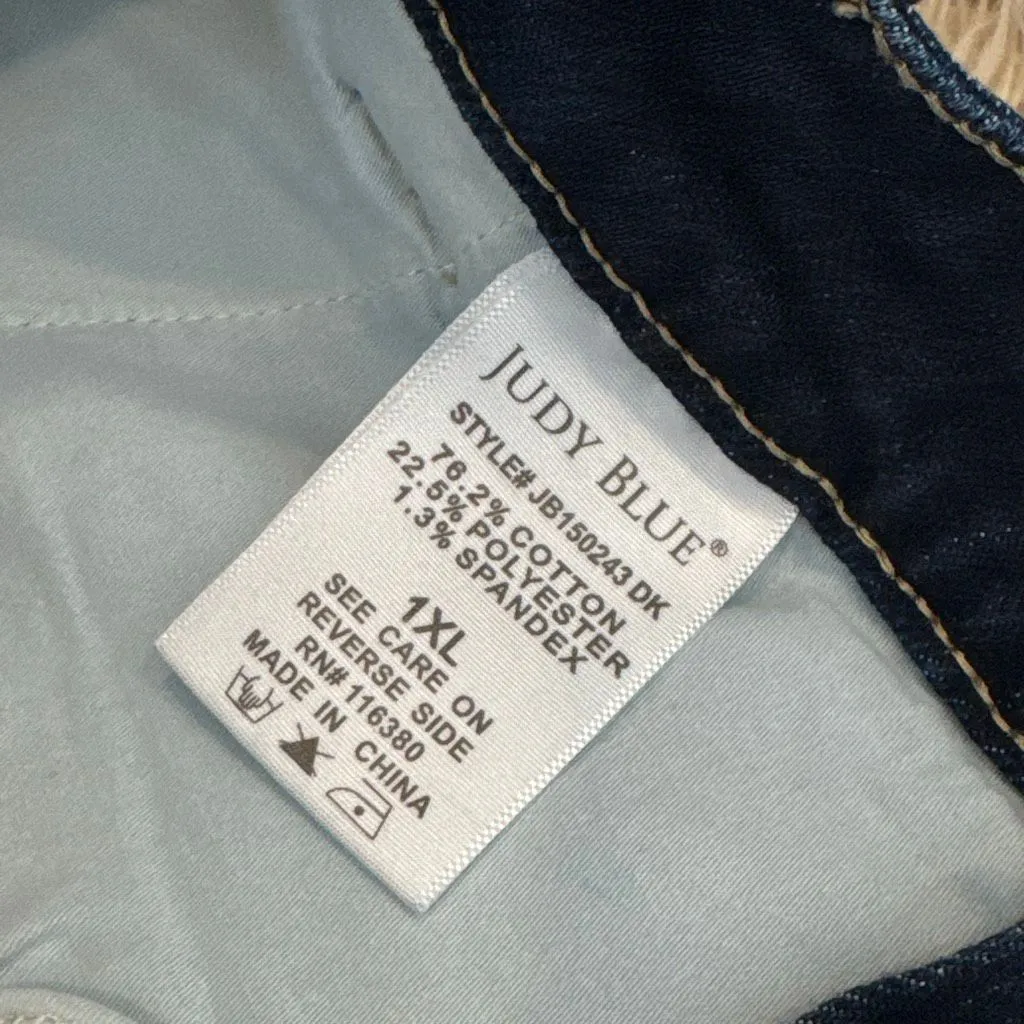 JUDY BLUE®
STYLE# JB150243 DK
76.2% COTTON
22.5% POLYESTER
1.3% SPANDEX
1XL
SEE CARE ON
REVERSE SIDE
RN# 116380
MADE IN CHINA